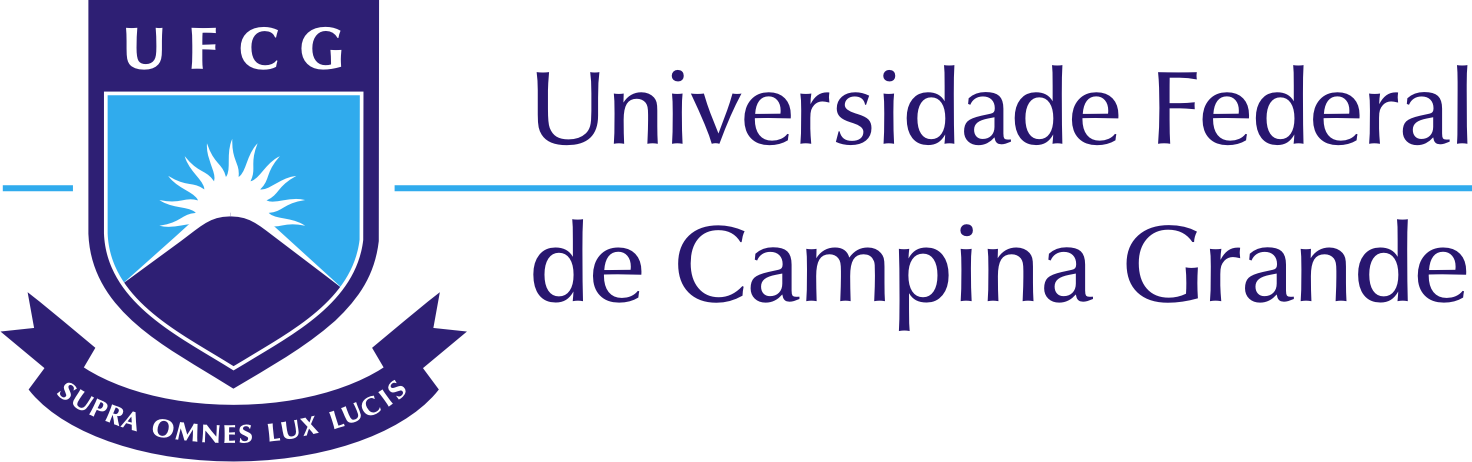 UFCG
Universidade Federal
de Campina Grande
SUPRA OMNES LUX LUCIS